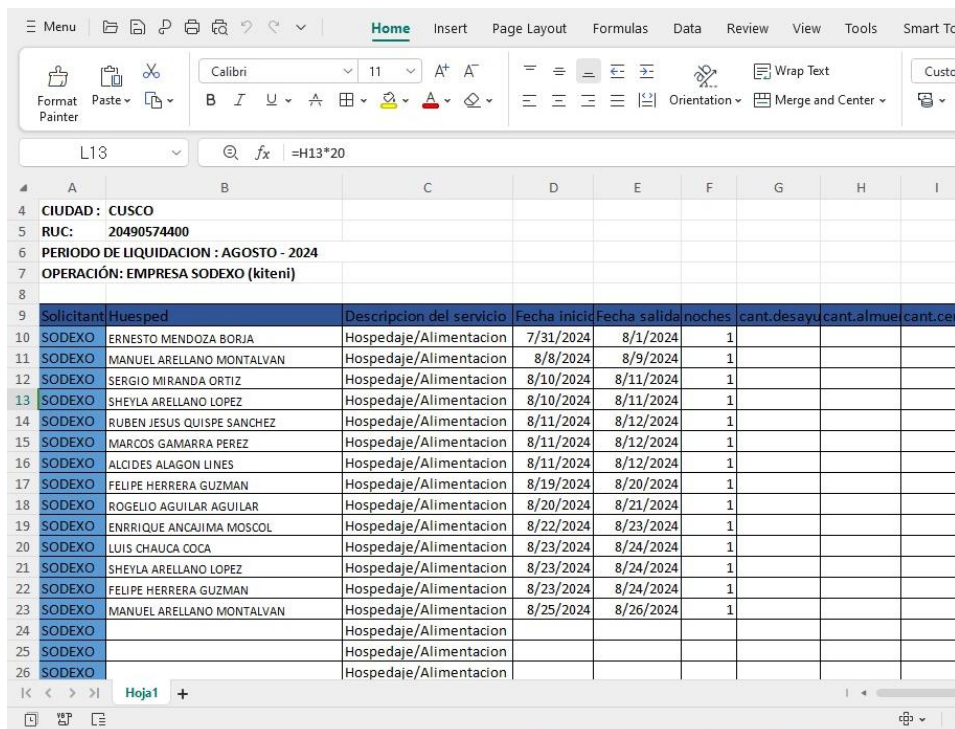 Menu Home Insert Page Layout Formulas Data Review View Tools Smart To
Calibri 11 A+ A- Wrap Text Custo
Format Painter Paste B I U A A Orientation Merge and Center
L13 fx =H13*20
A B C D E F G H I
4 CIUDAD : CUSCO
5 RUC: 20490574400
6 PERIODO DE LIQUIDACION : AGOSTO - 2024
7 OPERACIÓN: EMPRESA SODEXO (kiteni)
8
9 Solicitant Huesped Descripcion del servicio Fecha inicio Fecha salida noches cant.desayu cant.almue cant.ce
10 SODEXO ERNESTO MENDOZA BORJA Hospedaje/Alimentacion 7/31/2024 8/1/2024 1
11 SODEXO MANUEL ARELLANO MONTALVAN Hospedaje/Alimentacion 8/8/2024 8/9/2024 1
12 SODEXO SERGIO MIRANDA ORTIZ Hospedaje/Alimentacion 8/10/2024 8/11/2024 1
13 SODEXO SHEYLA ARELLANO LOPEZ Hospedaje/Alimentacion 8/10/2024 8/11/2024 1
14 SODEXO RUBEN JESUS QUISPE SANCHEZ Hospedaje/Alimentacion 8/11/2024 8/12/2024 1
15 SODEXO MARCOS GAMARRA PEREZ Hospedaje/Alimentacion 8/11/2024 8/12/2024 1
16 SODEXO ALCIDES ALAGON LINES Hospedaje/Alimentacion 8/11/2024 8/12/2024 1
17 SODEXO FELIPE HERRERA GUZMAN Hospedaje/Alimentacion 8/19/2024 8/20/2024 1
18 SODEXO ROGELIO AGUILAR AGUILAR Hospedaje/Alimentacion 8/20/2024 8/21/2024 1
19 SODEXO ENRRIQUE ANCAJIMA MOSCOL Hospedaje/Alimentacion 8/22/2024 8/23/2024 1
20 SODEXO LUIS CHAUCA COCA Hospedaje/Alimentacion 8/23/2024 8/24/2024 1
21 SODEXO SHEYLA ARELLANO LOPEZ Hospedaje/Alimentacion 8/23/2024 8/24/2024 1
22 SODEXO FELIPE HERRERA GUZMAN Hospedaje/Alimentacion 8/23/2024 8/24/2024 1
23 SODEXO MANUEL ARELLANO MONTALVAN Hospedaje/Alimentacion 8/25/2024 8/26/2024 1
24 SODEXO Hospedaje/Alimentacion
25 SODEXO Hospedaje/Alimentacion
26 SODEXO Hospedaje/Alimentacion
Hoja1 +